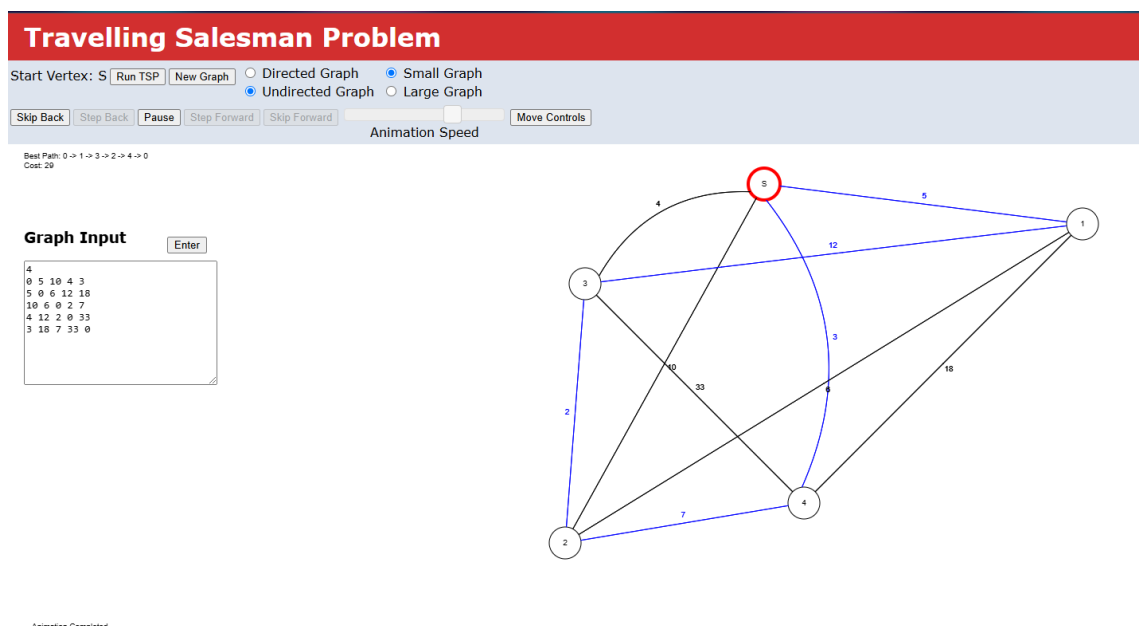 Travelling Salesman Problem
Start Vertex: S Run TSP New Graph Directed Graph Small Graph
Undirected Graph Large Graph
Skip Back Step Back Pause Step Forward Skip Forward Move Controls
Animation Speed
Best Path: 0 -> 1 -> 3 -> 2 -> 4 -> 0
Cost: 29
S
5
4
1
12
Graph Input Enter
4
0 5 10 4 3
5 0 6 12 18
10 6 0 2 7
4 12 2 0 33
3 18 7 33 0
3
3
10
18
33
6
2
4
7
2
Animation Completed